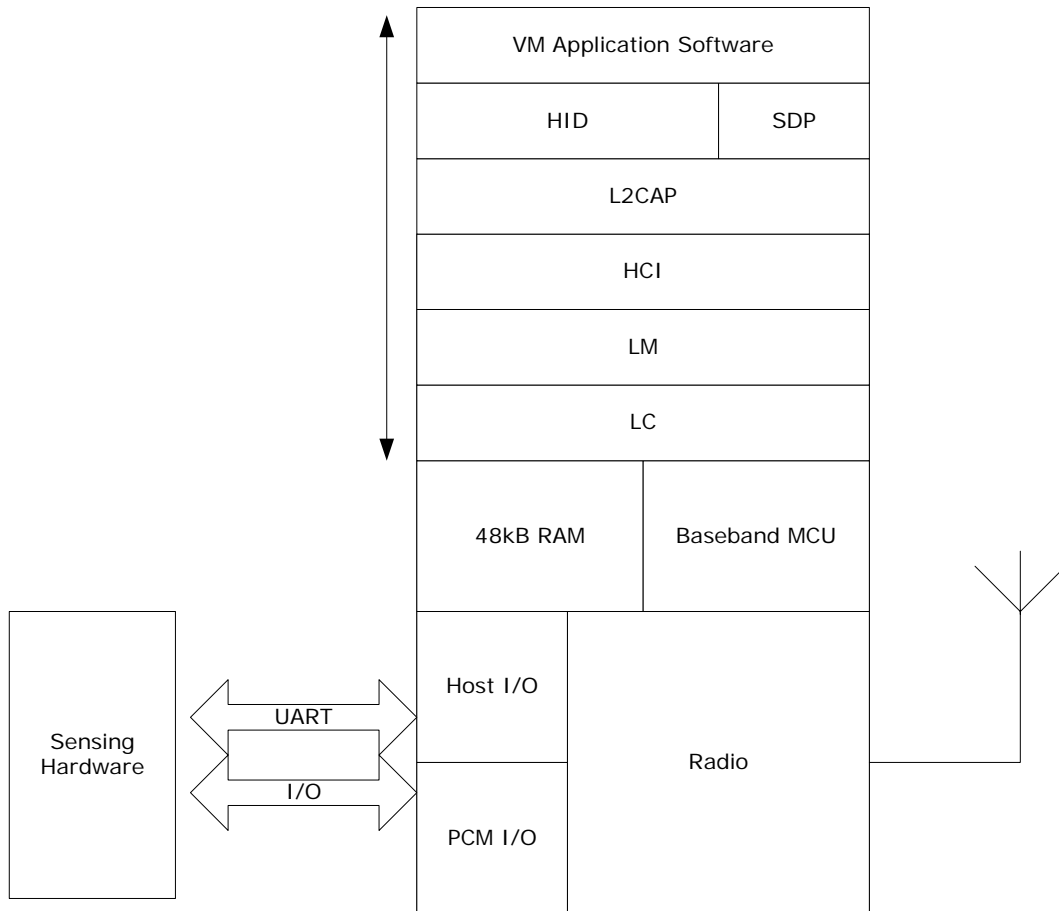 VM Application Software
HID
SDP
L2CAP
HCI
LM
LC
48kB RAM
Baseband MCU
Host I/O
UART
Sensing
Hardware
Radio
I/O
PCM I/O